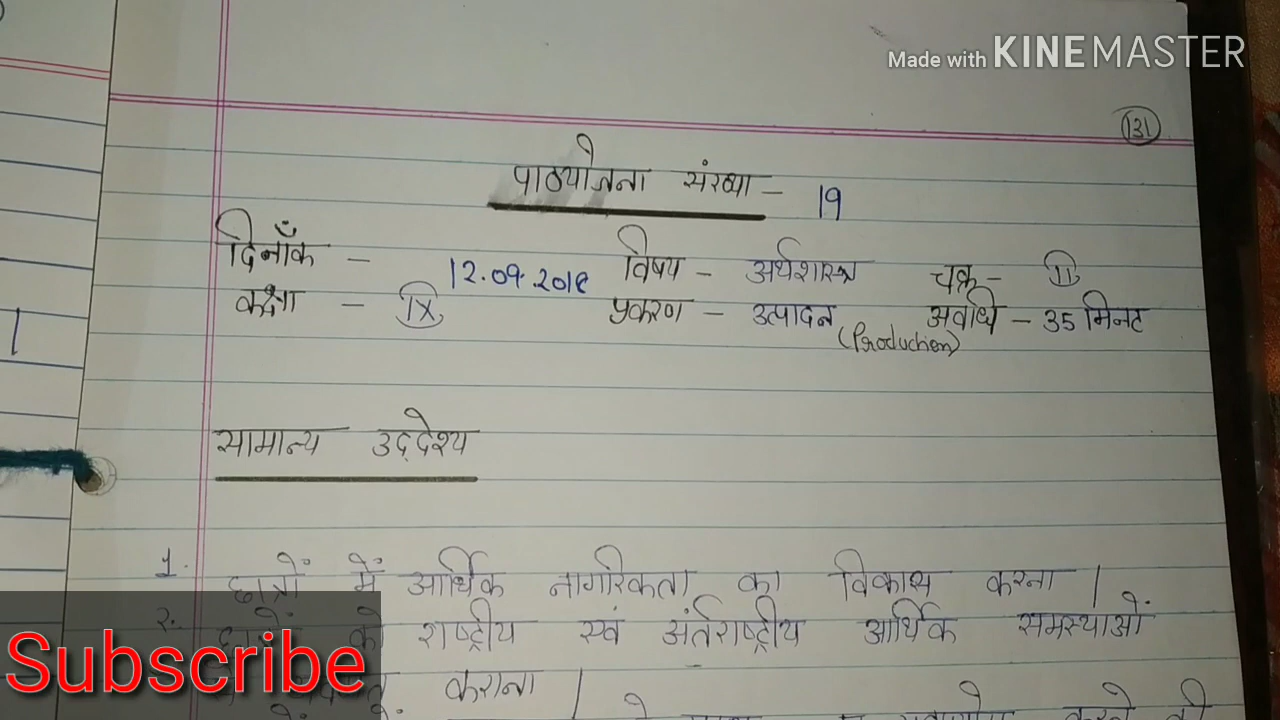 Made with KINEMASTER
131
पाठयोजना संख्या - 19
दिनाँक - 12.09.2018 विषय - अर्थशास्त्र चक्र - II
कक्षा - IX प्रकरण - उत्पादन अवधि - 35 मिनट
(Production)
सामान्य उद्देश्य
1. छात्रों में आर्थिक नागरिकता का विकास करना |
2. को राष्ट्रीय एवं अंर्तराष्ट्रीय आर्थिक समस्याओं
कराना |
करने की
Subscribe